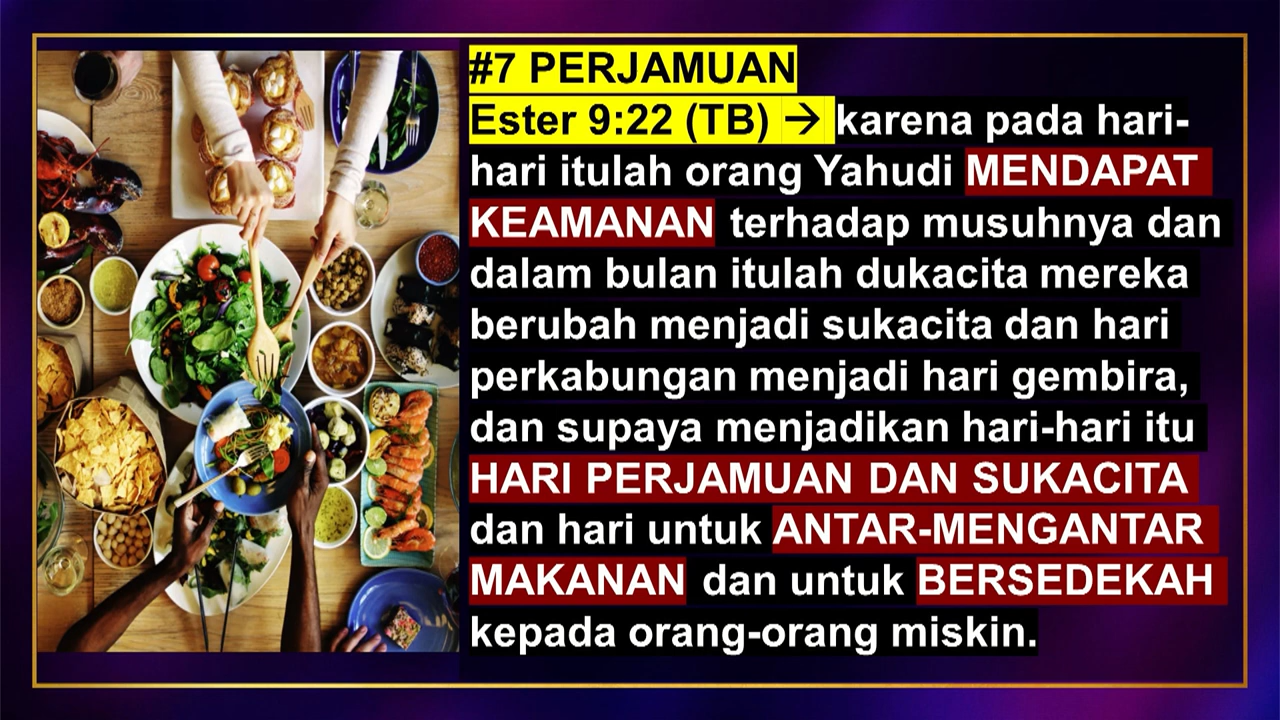 #7 PERJAMUAN
Ester 9:22 (TB) → karena pada hari-
hari itulah orang Yahudi MENDAPAT
KEAMANAN terhadap musuhnya dan
dalam bulan itulah dukacita mereka
berubah menjadi sukacita dan hari
perkabungan menjadi hari gembira,
dan supaya menjadikan hari-hari itu
HARI PERJAMUAN DAN SUKACITA
dan hari untuk ANTAR-MENGANTAR
MAKANAN dan untuk BERSEDEKAH
kepada orang-orang miskin.